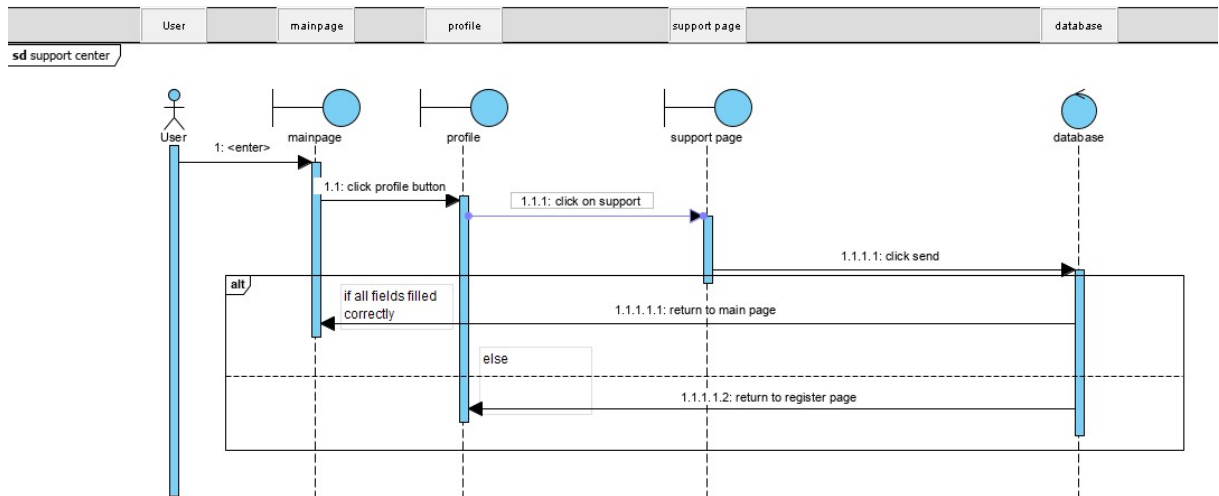 User
mainpage
profile
support page
database
sd support center
User
mainpage
profile
support page
database
1: <enter>
1.1: click profile button
1.1.1: click on support
1.1.1.1: click send
alt
if all fields filled
correctly
1.1.1.1.1: return to main page
else
1.1.1.1.2: return to register page